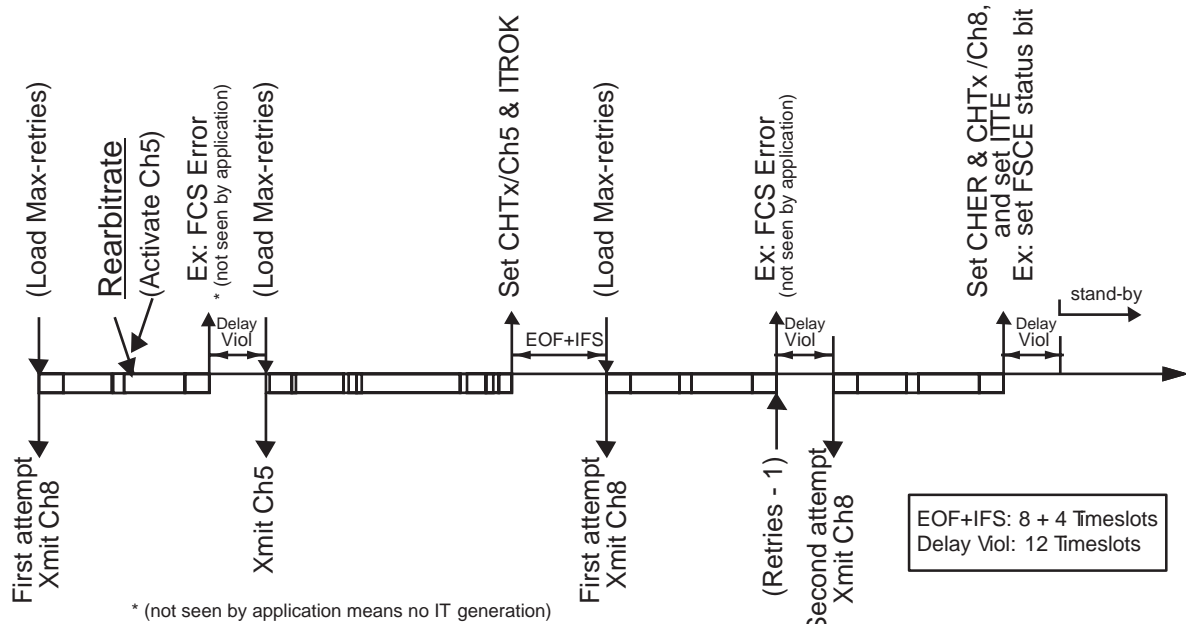 (Load Max-retries)
Rearbitrate
(Activate Ch5)
Ex: FCS Error
* (not seen by application)
(Load Max-retries)
Set CHTx/Ch5 & ITROK
(Load Max-retries)
Ex: FCS Error
(not seen by application)
Set CHER & CHTx /Ch8,
and set ITTE
Ex: set FSCE status bit
stand-by
Delay
Viol
EOF+IFS
Delay
Viol
Delay
Viol
First attempt
Xmit Ch8
Xmit Ch5
First attempt
Xmit Ch8
(Retries - 1)
Second attempt
Xmit Ch8
EOF+IFS: 8 + 4 Timeslots
Delay Viol: 12 Timeslots
* (not seen by application means no IT generation)